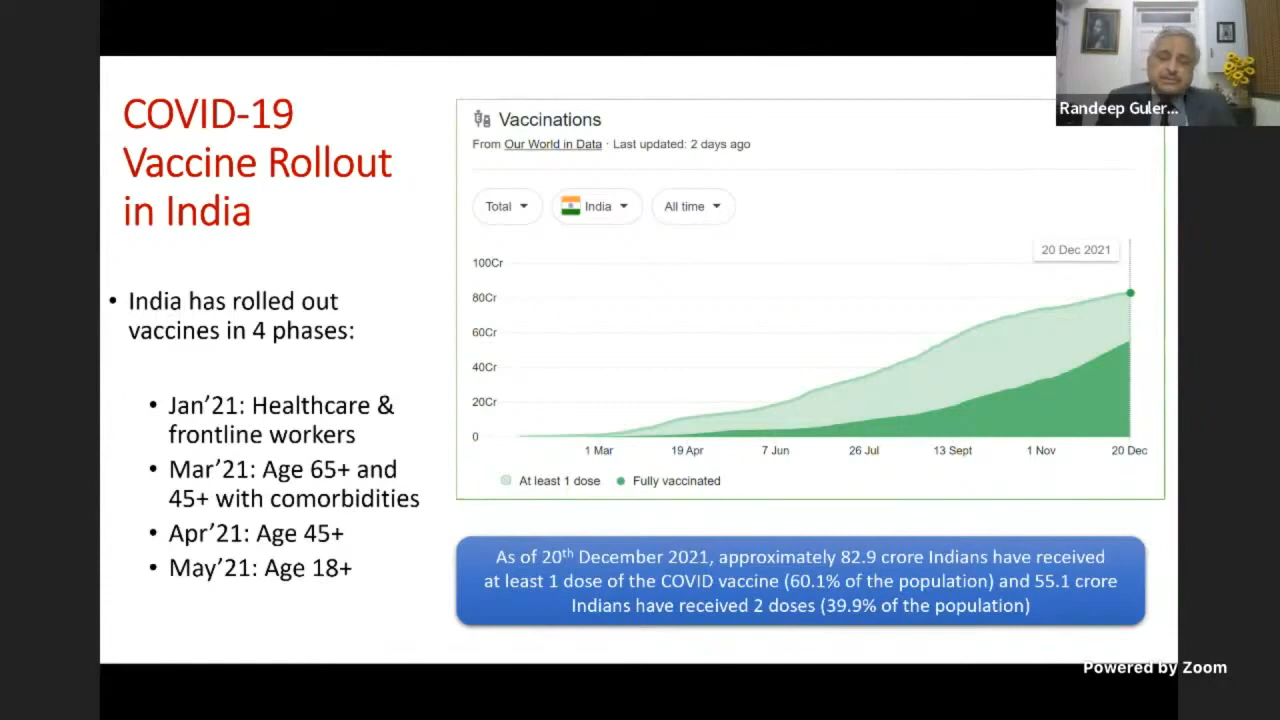 COVID-19
Vaccine Rollout
in India
• India has rolled out
vaccines in 4 phases:
• Jan’21: Healthcare &
frontline workers
• Mar’21: Age 65+ and
45+ with comorbidities
• Apr’21: Age 45+
• May’21: Age 18+
Vaccinations
From Our World in Data · Last updated: 2 days ago
Total India All time
20 Dec 2021
100Cr
80Cr
60Cr
40Cr
20Cr
0
1 Mar 19 Apr 7 Jun 26 Jul 13 Sept 1 Nov 20 Dec
At least 1 dose Fully vaccinated
As of 20th December 2021, approximately 82.9 crore Indians have received
at least 1 dose of the COVID vaccine (60.1% of the population) and 55.1 crore
Indians have received 2 doses (39.9% of the population)
Randeep Guler...
Powered by Zoom